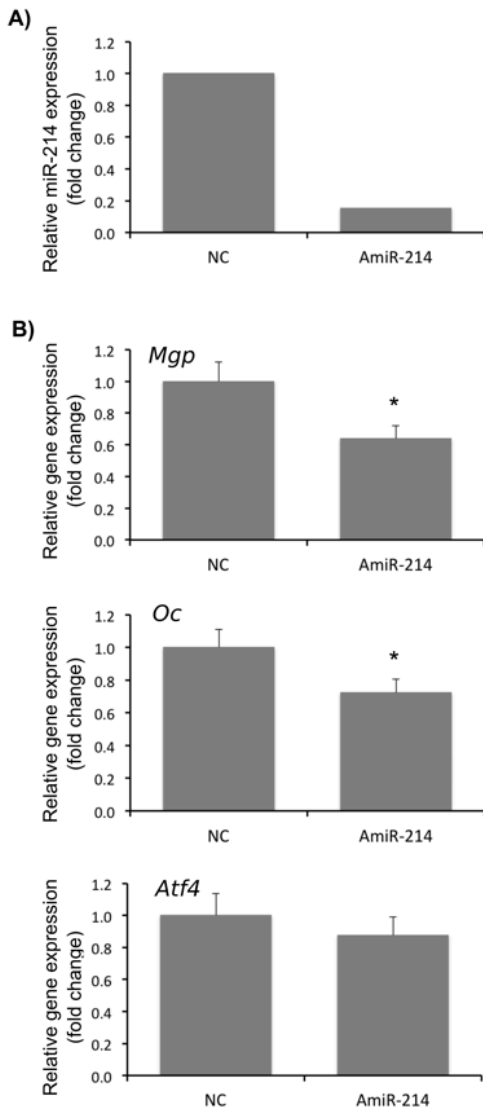 A)
Relative miR-214 expression
(fold change)
1.2
1.0
0.8
0.6
0.4
0.2
0.0
NC
AmiR-214
B)
Mgp
Relative gene expression
(fold change)
1.2
1.0
0.8
0.6
0.4
0.2
0.0
*
NC
AmiR-214
Oc
Relative gene expression
(fold change)
1.2
1.0
0.8
0.6
0.4
0.2
0.0
*
NC
AmiR-214
Atf4
Relative gene expression
(fold change)
1.2
1.0
0.8
0.6
0.4
0.2
0.0
NC
AmiR-214